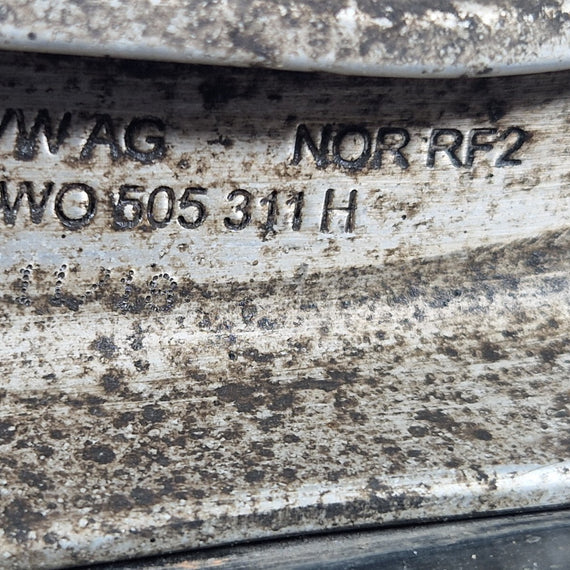 VW AG NOR RF2
WO 505 311 H